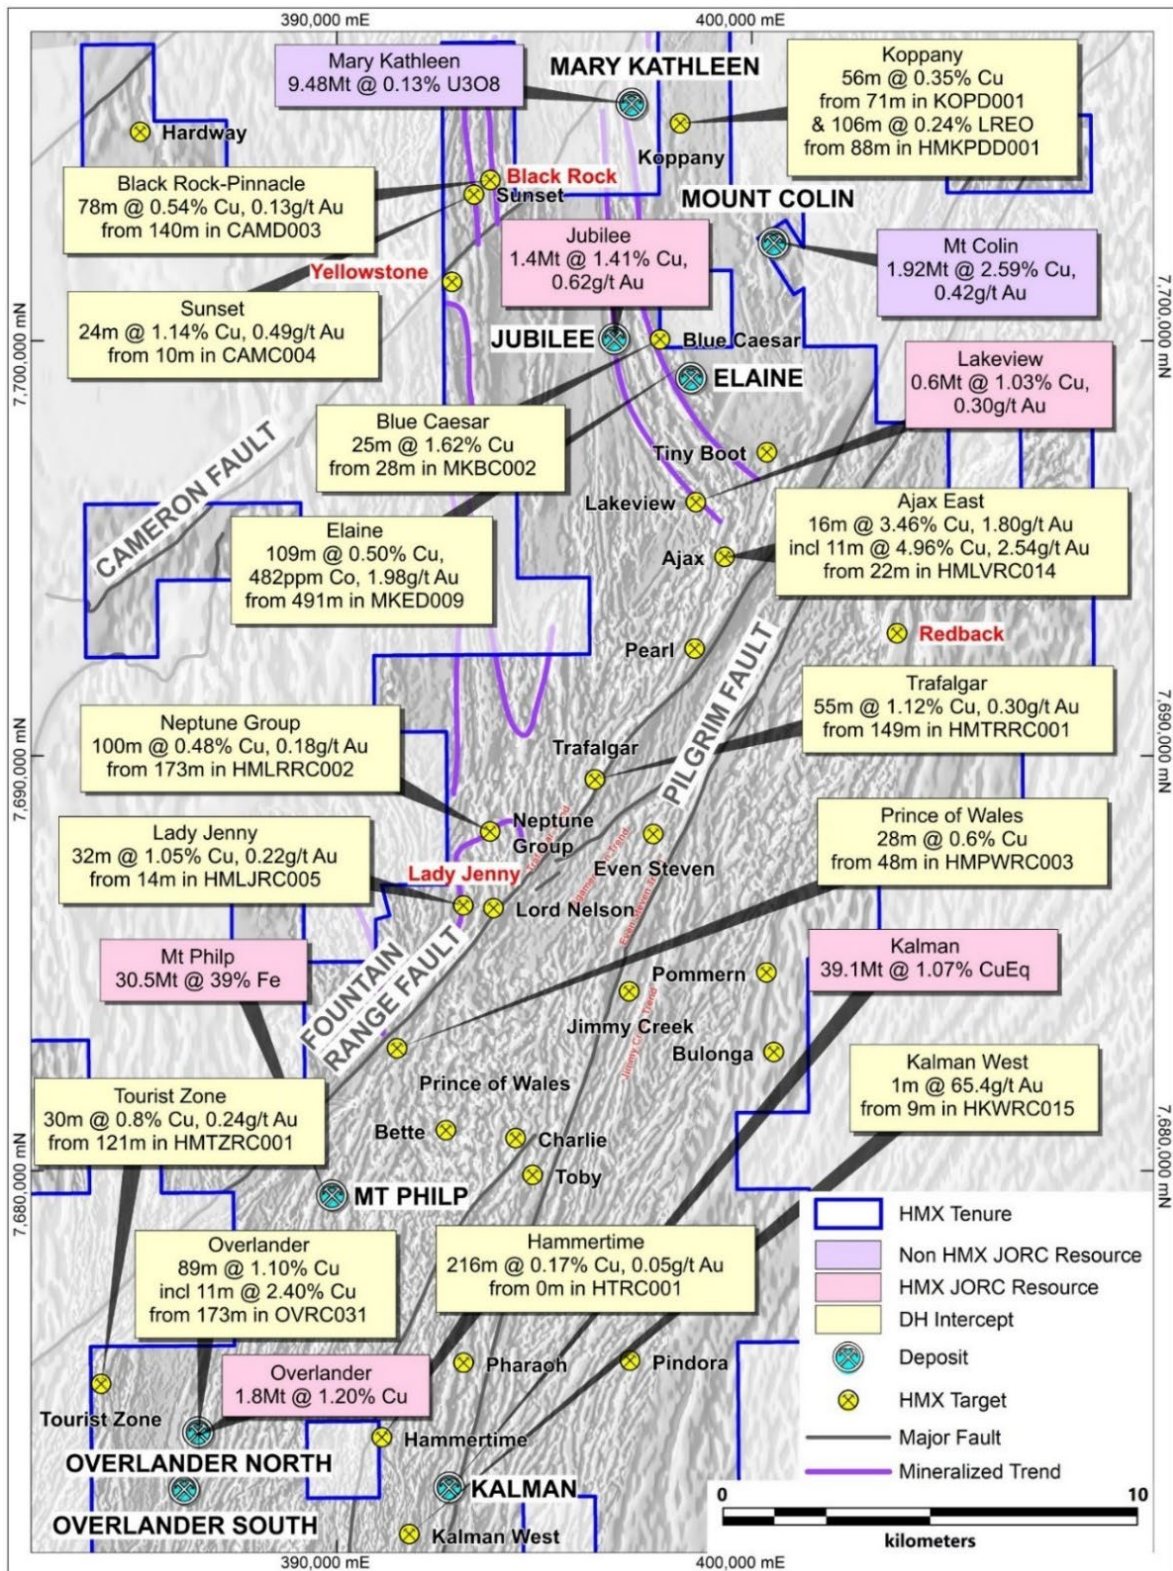 390,000 mE
400,000 mE
Mary Kathleen
9.48Mt @ 0.13% U3O8
MARY KATHLEEN
Koppany
56m @ 0.35% Cu
from 71m in KOPD001
& 106m @ 0.24% LREO
from 88m in HMKPDD001
Hardway
Koppany
Black Rock-Pinnacle
78m @ 0.54% Cu, 0.13g/t Au
from 140m in CAMD003
Black Rock
Sunset
MOUNT COLIN
Jubilee
1.4Mt @ 1.41% Cu,
0.62g/t Au
Mt Colin
1.92Mt @ 2.59% Cu,
0.42g/t Au
Yellowstone
Sunset
24m @ 1.14% Cu, 0.49g/t Au
from 10m in CAMC004
7,700,000 mN
7,700,000 mN
JUBILEE
Blue Caesar
ELAINE
Lakeview
0.6Mt @ 1.03% Cu,
0.30g/t Au
Blue Caesar
25m @ 1.62% Cu
from 28m in MKBC002
CAMERON FAULT
Tiny Boot
Lakeview
Elaine
109m @ 0.50% Cu,
482ppm Co, 1.98g/t Au
from 491m in MKED009
Ajax East
16m @ 3.46% Cu, 1.80g/t Au
incl 11m @ 4.96% Cu, 2.54g/t Au
from 22m in HMLVRC014
Ajax
Pearl
Redback
PILGRIM FAULT
Trafalgar
55m @ 1.12% Cu, 0.30g/t Au
from 149m in HMTRRC001
Neptune Group
100m @ 0.48% Cu, 0.18g/t Au
from 173m in HMLRRC002
Trafalgar
7,690,000 mN
7,690,000 mN
Prince of Wales
28m @ 0.6% Cu
from 48m in HMPWRC003
Neptune
Group
Lady Jenny
32m @ 1.05% Cu, 0.22g/t Au
from 14m in HMLJRC005
Even Steven
Lady Jenny
Lord Nelson
Trend
Trend
Even Steven
Mt Philp
30.5Mt @ 39% Fe
Kalman
39.1Mt @ 1.07% CuEq
FOUNTAIN
RANGE FAULT
Pommern
Jimmy Creek
Jimmy Trend
Bulonga
Kalman West
1m @ 65.4g/t Au
from 9m in HKWRC015
Prince of Wales
Tourist Zone
30m @ 0.8% Cu, 0.24g/t Au
from 121m in HMTZRC001
Bette
Charlie
Toby
7,680,000 mN
7,680,000 mN
MT PHILP
Overlander
89m @ 1.10% Cu
incl 11m @ 2.40% Cu
from 173m in OVRC031
Hammertime
216m @ 0.17% Cu, 0.05g/t Au
from 0m in HTRC001
HMX Tenure
Non HMX JORC Resource
HMX JORC Resource
DH Intercept
Deposit
HMX Target
Major Fault
Mineralized Trend
Pharaoh
Pindora
Overlander
1.8Mt @ 1.20% Cu
Tourist Zone
Hammertime
OVERLANDER NORTH
KALMAN
OVERLANDER SOUTH
Kalman West
0
10
kilometers
390,000 mE
400,000 mE